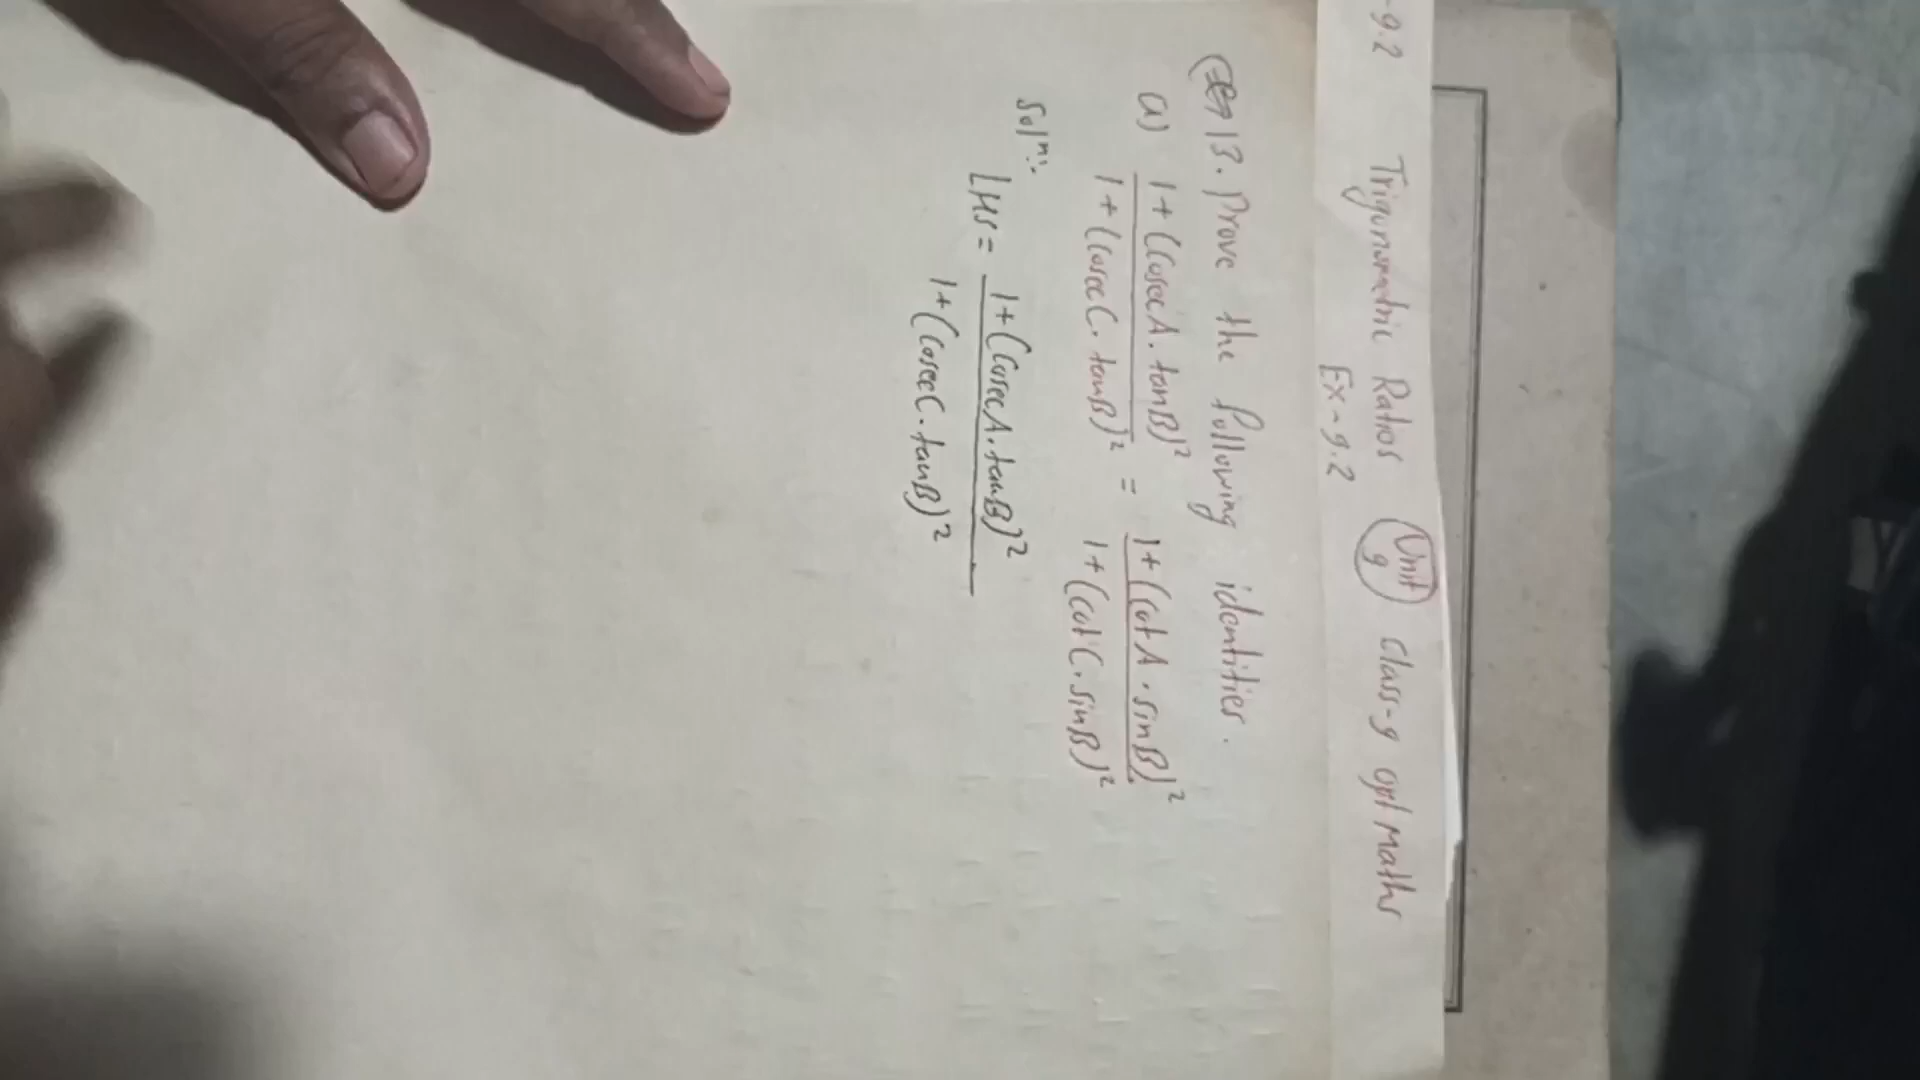 -9.2 Trigonometric Ratios Unit 9 Class-9 opt Maths
Ex-9.2
13. Prove the following identities.
a) 1+(CosecA.tanB)² / 1+(CosecC.tanB)² = 1+(cotA.sinB)² / 1+(cotC.sinB)²
Solⁿ:
LHS = 1+(CosecA.tanB)² / 1+(CosecC.tanB)²